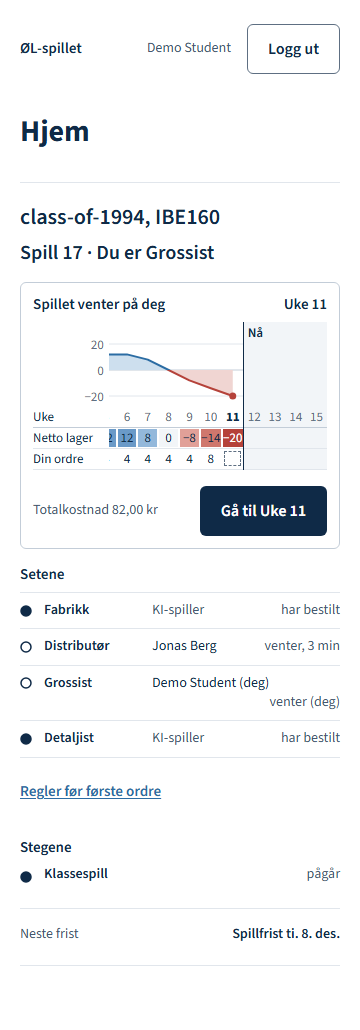 ØL-spillet Demo Student Logg ut
Hjem
class-of-1994, IBE160
Spill 17 · Du er Grossist
Spillet venter på deg Uke 11
Nå
20
0
−20
Uke 6 7 8 9 10 11 12 13 14 15
Netto lager 2 12 8 0 −8 −14 −20
Din ordre 4 4 4 4 8
Totalkostnad 82,00 kr Gå til Uke 11
Setene
Fabrikk KI-spiller har bestilt
Distributør Jonas Berg venter, 3 min
Grossist Demo Student (deg)
venter (deg)
Detaljist KI-spiller har bestilt
Regler før første ordre
Stegene
Klassespill pågår
Neste frist Spillfrist ti. 8. des.